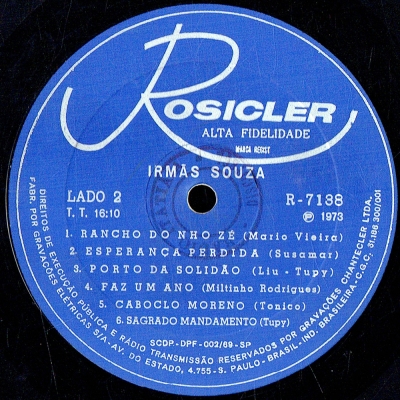 ROSICLER
ALTA FIDELIDADE
MARCA REGIST
IRMÃS SOUZA
LADO 2
T. T. 16:10
R-7138
Ⓟ 1973
1. RANCHO DO NHO ZÉ (Mario Vieira)
2. ESPERANÇA PERDIDA (Susamar)
3. PORTO DA SOLIDÃO (Liu - Tupy)
4. FAZ UM ANO (Miltinho Rodrigues)
5. CABOCLO MORENO (Tonico)
6. SAGRADO MANDAMENTO (Tupy)
SCDP-DPF-002/69-SP
DIREITOS DE EXECUÇÃO PÚBLICA E RÁDIO TRANSMISSÃO RESERVADOS POR GRAVAÇÕES CHANTECLER LTDA.
FABR. POR GRAVAÇÕES ELÉTRICAS S/A.-AV. DO ESTADO, 4.755-S. PAULO-BRASIL-IND. BRASILEIRA-C.G.C. 61.186.300/001